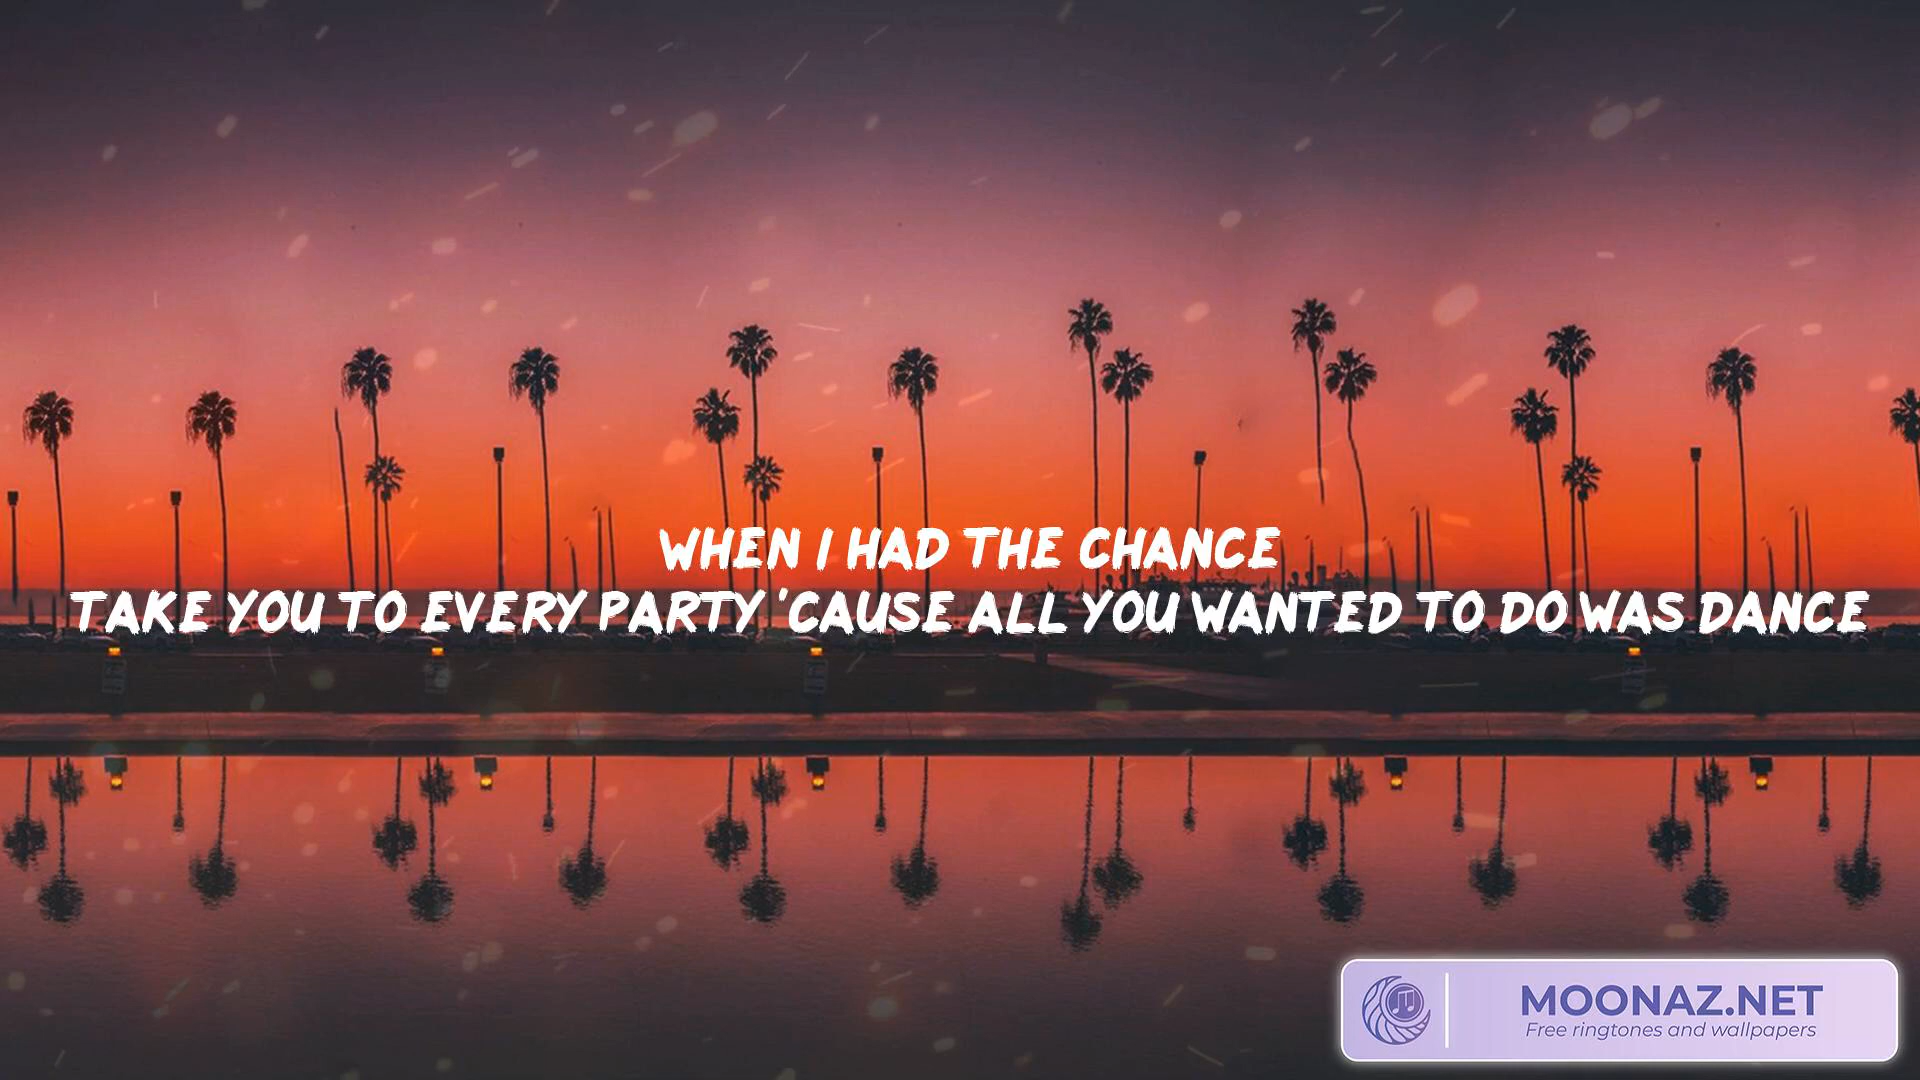 WHEN I HAD THE CHANCE
TAKE YOU TO EVERY PARTY 'CAUSE ALL YOU WANTED TO DO WAS DANCE
MOONAZ.NET
Free ringtones and wallpapers